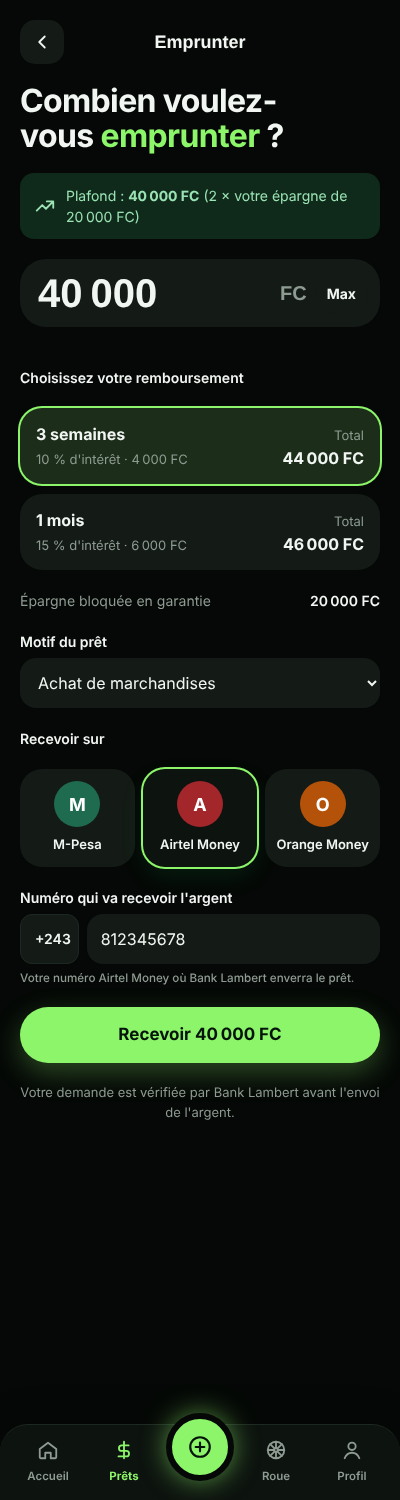 Emprunter
Combien voulez-
vous emprunter ?
Plafond : 40 000 FC (2 × votre épargne de
20 000 FC)
40 000 FC Max
Choisissez votre remboursement
3 semaines Total
10 % d'intérêt · 4 000 FC 44 000 FC
1 mois Total
15 % d'intérêt · 6 000 FC 46 000 FC
Épargne bloquée en garantie 20 000 FC
Motif du prêt
Achat de marchandises
Recevoir sur
M A O
M-Pesa Airtel Money Orange Money
Numéro qui va recevoir l'argent
+243 812345678
Votre numéro Airtel Money où Bank Lambert enverra le prêt.
Recevoir 40 000 FC
Votre demande est vérifiée par Bank Lambert avant l'envoi
de l'argent.
Accueil Prêts Roue Profil